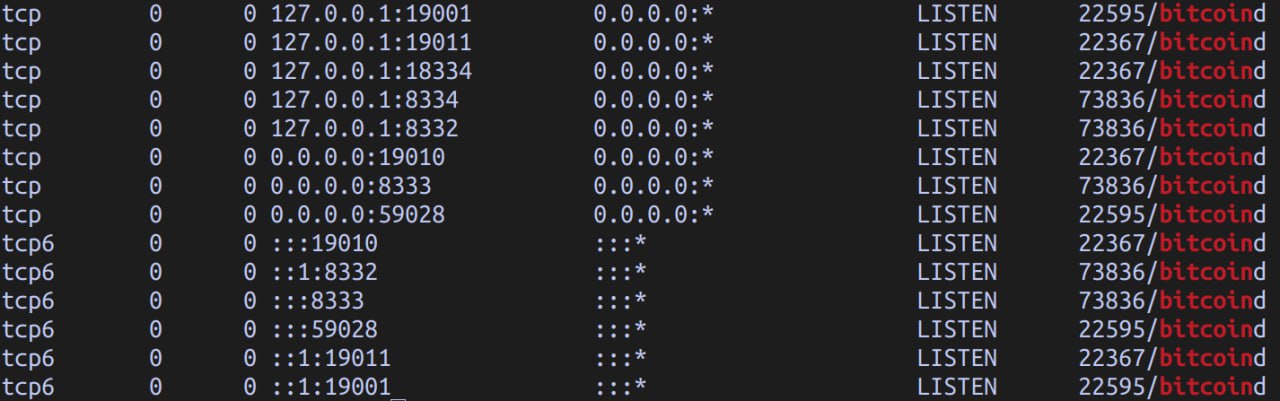 tcp 0 0 127.0.0.1:19001 0.0.0.0:* LISTEN 22595/bitcoind
tcp 0 0 127.0.0.1:19011 0.0.0.0:* LISTEN 22367/bitcoind
tcp 0 0 127.0.0.1:18334 0.0.0.0:* LISTEN 22367/bitcoind
tcp 0 0 127.0.0.1:8334 0.0.0.0:* LISTEN 73836/bitcoind
tcp 0 0 127.0.0.1:8332 0.0.0.0:* LISTEN 73836/bitcoind
tcp 0 0 0.0.0.0:19010 0.0.0.0:* LISTEN 22367/bitcoind
tcp 0 0 0.0.0.0:8333 0.0.0.0:* LISTEN 73836/bitcoind
tcp 0 0 0.0.0.0:59028 0.0.0.0:* LISTEN 22595/bitcoind
tcp6 0 0 :::19010 :::* LISTEN 22367/bitcoind
tcp6 0 0 ::1:8332 :::* LISTEN 73836/bitcoind
tcp6 0 0 :::8333 :::* LISTEN 73836/bitcoind
tcp6 0 0 :::59028 :::* LISTEN 22595/bitcoind
tcp6 0 0 ::1:19011 :::* LISTEN 22367/bitcoind
tcp6 0 0 ::1:19001 :::* LISTEN 22595/bitcoind